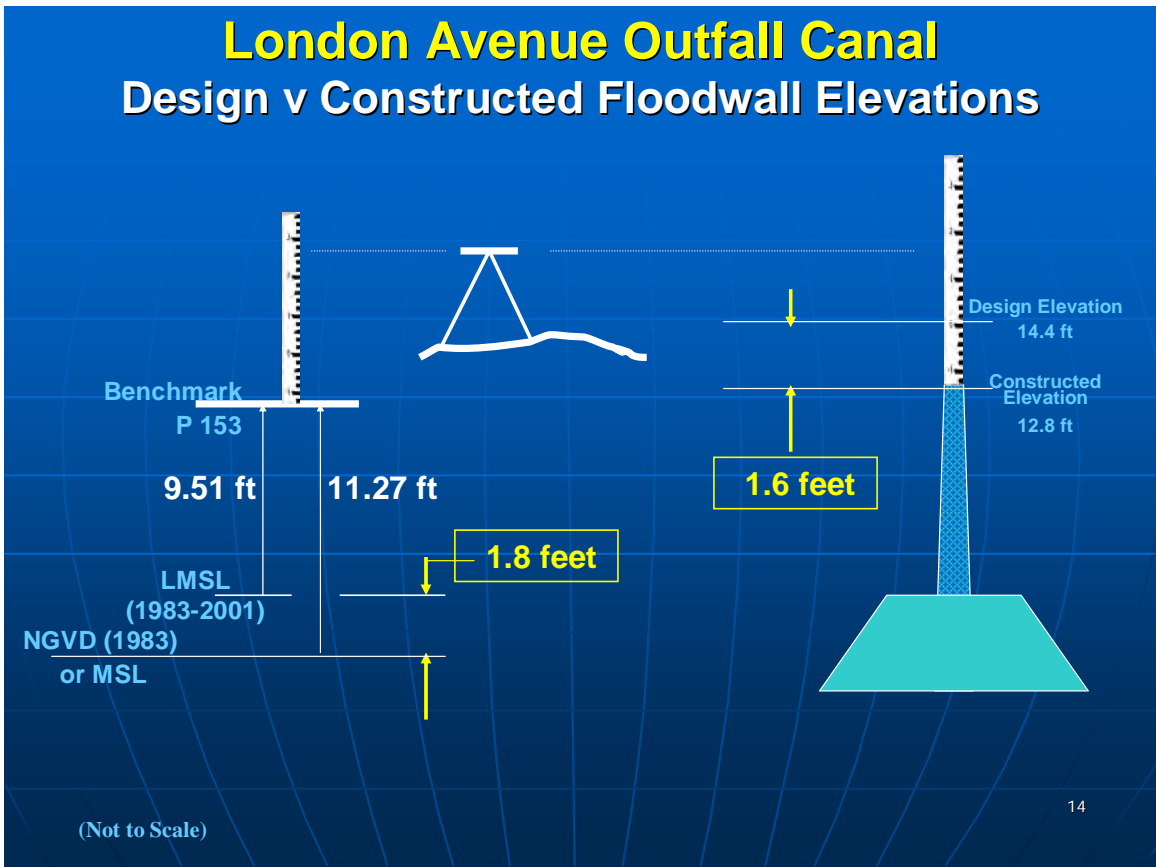 London Avenue Outfall Canal
Design v Constructed Floodwall Elevations
Design Elevation
14.4 ft
Constructed
Elevation
12.8 ft
Benchmark
P 153
9.51 ft
11.27 ft
1.6 feet
1.8 feet
LMSL
(1983-2001)
NGVD (1983)
or MSL
(Not to Scale)
14